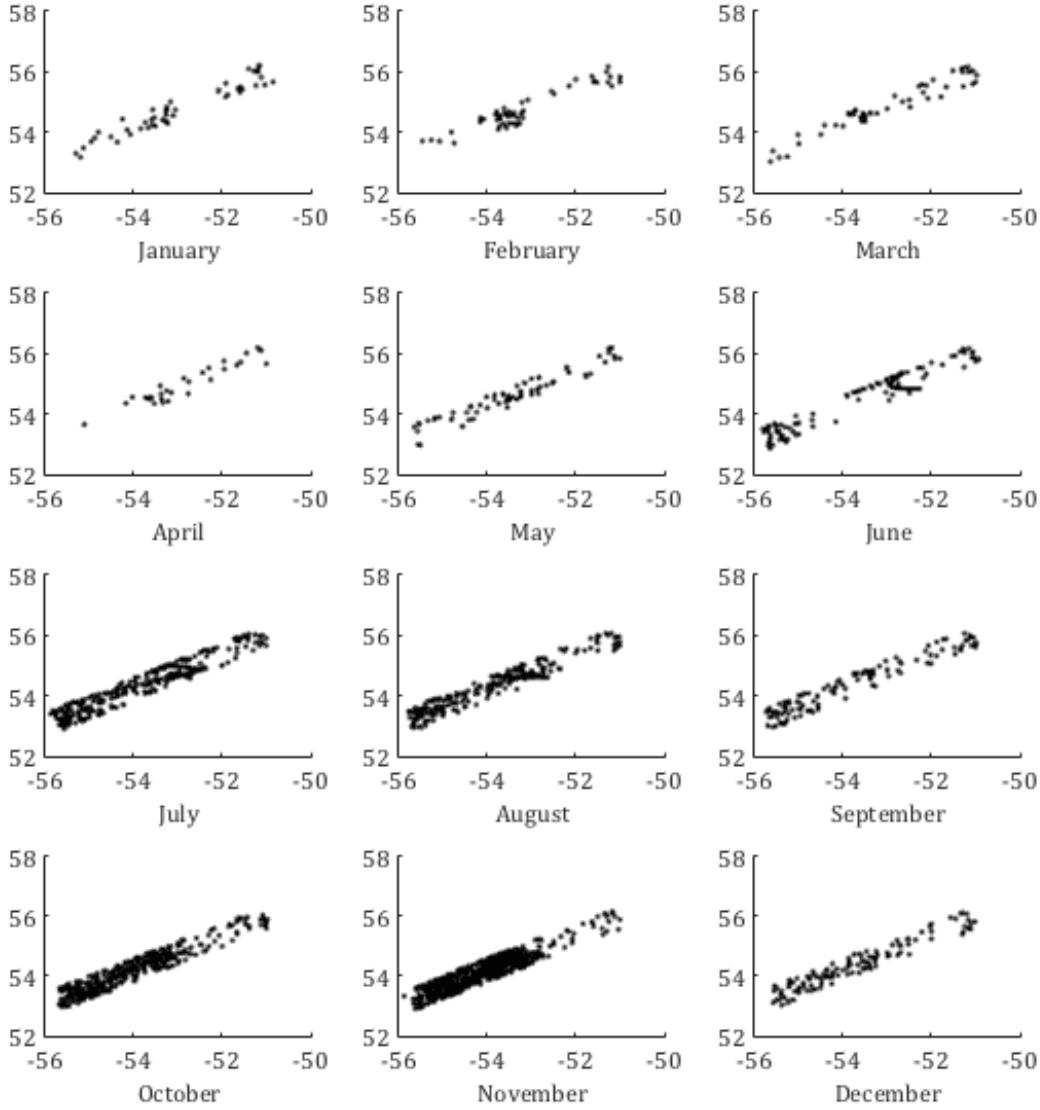 58 58 58
56 56 56
54 54 54
52 52 52
-56 -54 -52 -50 -56 -54 -52 -50 -56 -54 -52 -50
January February March
58 58 58
56 56 56
54 54 54
52 52 52
-56 -54 -52 -50 -56 -54 -52 -50 -56 -54 -52 -50
April May June
58 58 58
56 56 56
54 54 54
52 52 52
-56 -54 -52 -50 -56 -54 -52 -50 -56 -54 -52 -50
July August September
58 58 58
56 56 56
54 54 54
52 52 52
-56 -54 -52 -50 -56 -54 -52 -50 -56 -54 -52 -50
October November December